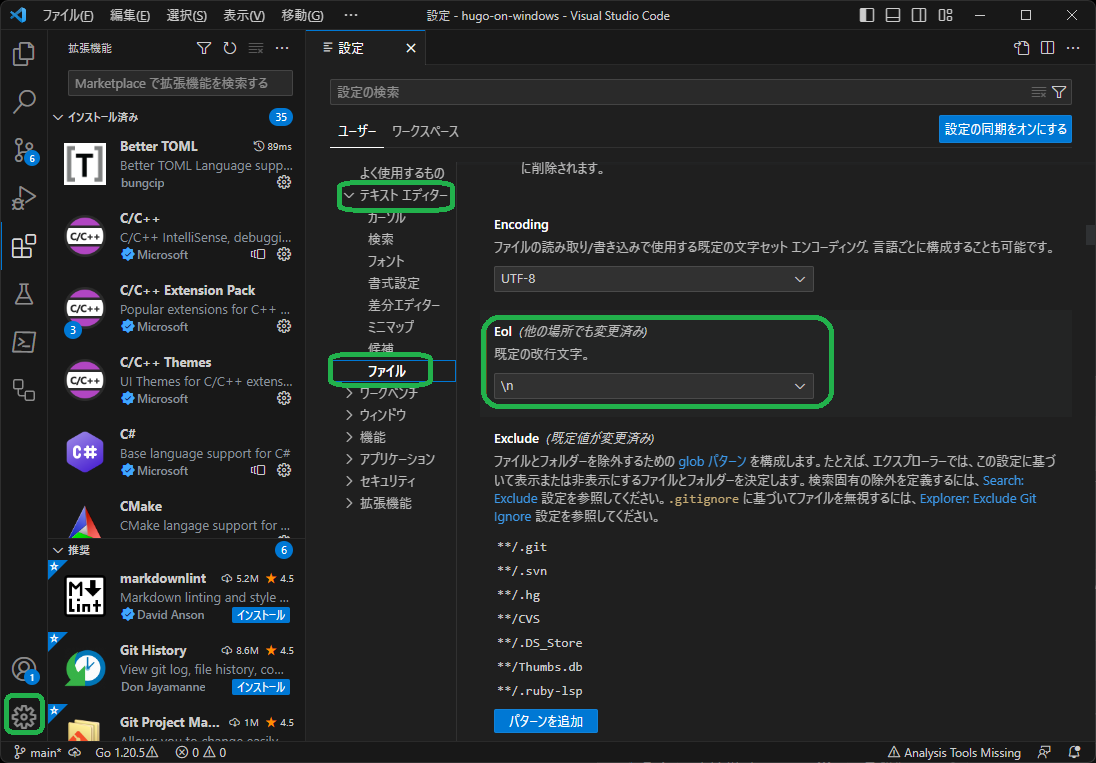 ファイル(F) 編集(E) 選択(S) 表示(V) 移動(G) ··· 設定 - hugo-on-windows - Visual Studio Code
拡張機能
Marketplace で拡張機能を検索する
インストール済み 35
Better TOML 89ms
Better TOML Language supp...
bungcip
C/C++
C/C++ IntelliSense, debuggi...
Microsoft
C/C++ Extension Pack
Popular extensions for C++ ...
Microsoft
3
C/C++ Themes
UI Themes for C/C++ extens...
Microsoft
C#
Base language support for C#
Microsoft
CMake
CMake langage support for ...
推奨 6
markdownlint 5.2M ★ 4.5
Markdown linting and style ...
David Anson インストール
Git History 8.6M ★ 4.5
View git log, file history, co...
Don Jayamanne インストール
Git Project Ma... 1M ★ 4.5
Allows you to change easily
6
1
設定
設定の検索
ユーザー ワークスペース
設定の同期をオンにする
よく使用するもの
テキスト エディター
カーソル
検索
フォント
書式設定
差分エディター
ミニマップ
候補
ファイル
ワークベンチ
ウィンドウ
機能
アプリケーション
セキュリティ
拡張機能
に削除されます。
Encoding
ファイルの読み取り/書き込みで使用する既定の文字セット エンコーディング。言語ごとに構成することも可能です。
UTF-8
Eol (他の場所でも変更済み)
既定の改行文字。
\n
Exclude (既定値が変更済み)
ファイルとフォルダーを除外するための glob パターン を構成します。たとえば、エクスプローラーでは、この設定に基づ
いて表示または非表示にするファイルとフォルダーを決定します。検索固有の除外を定義するには、Search:
Exclude 設定を参照してください。.gitignore に基づいてファイルを無視するには、Explorer: Exclude Git
Ignore 設定を参照してください。
**/.git
**/.svn
**/.hg
**/CVS
**/.DS_Store
**/Thumbs.db
**/.ruby-lsp
パターンを追加
main* Go 1.20.5 0 0 Analysis Tools Missing